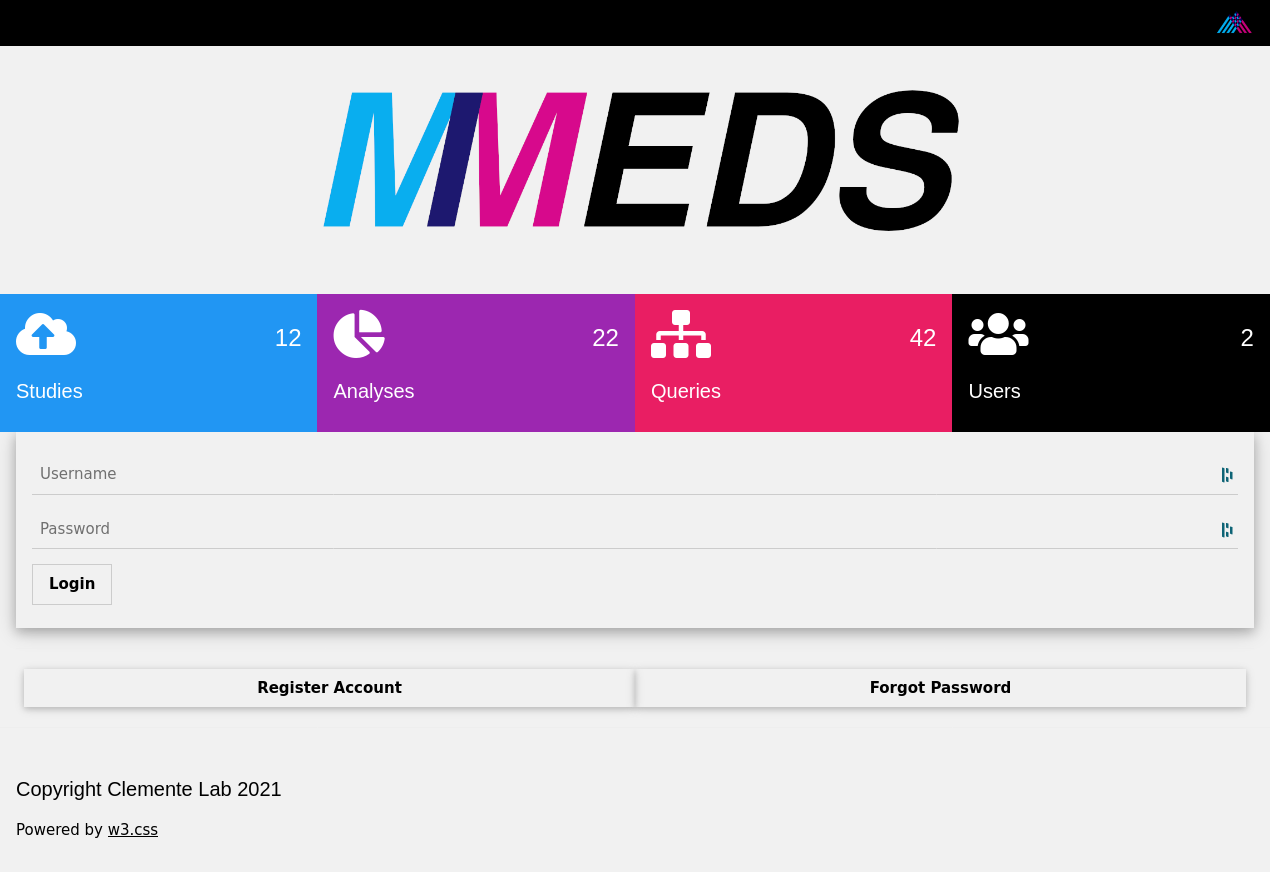 MMEDS
12
Studies
22
Analyses
42
Queries
2
Users
Username
Password
Login
Register Account
Forgot Password
Copyright Clemente Lab 2021
Powered by w3.css